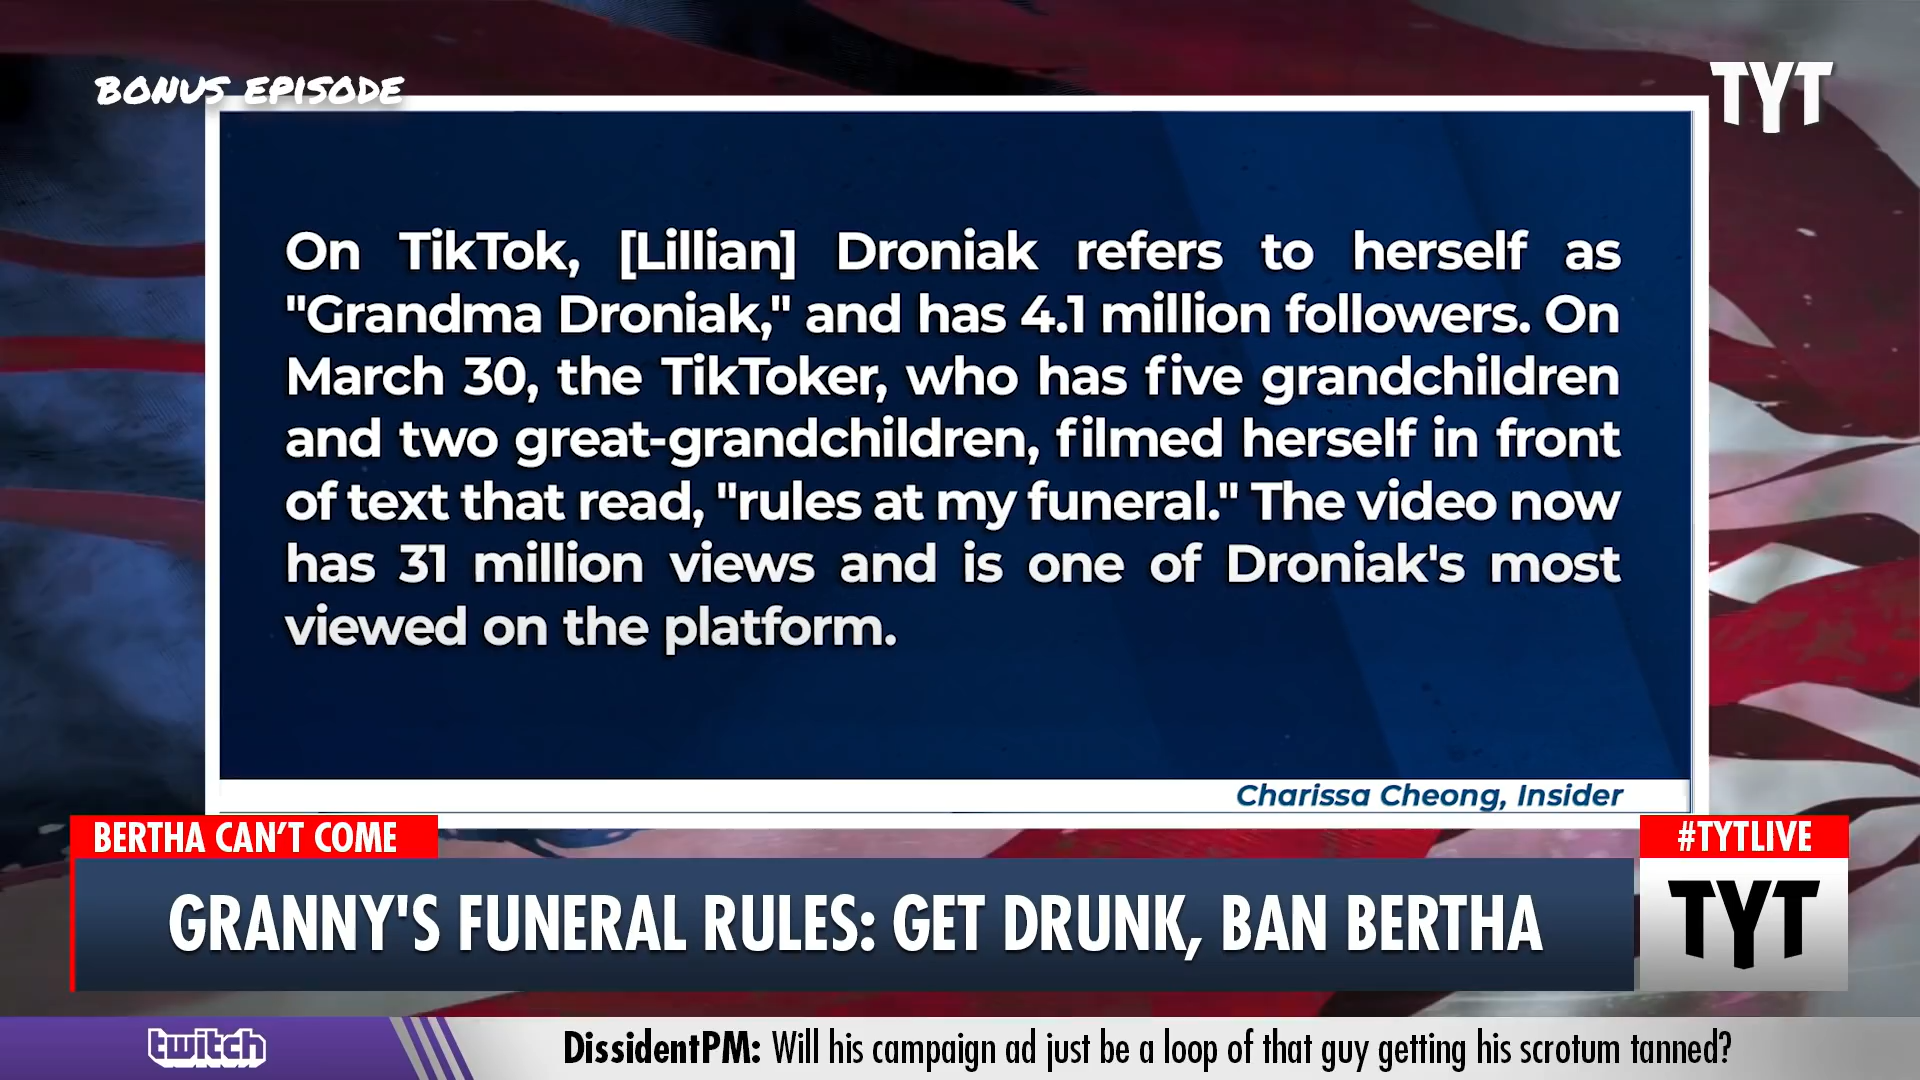 BONUS EPISODE
TYT
On TikTok, [Lillian] Droniak refers to herself as
"Grandma Droniak," and has 4.1 million followers. On
March 30, the TikToker, who has five grandchildren
and two great-grandchildren, filmed herself in front
of text that read, "rules at my funeral." The video now
has 31 million views and is one of Droniak's most
viewed on the platform.
Charissa Cheong, Insider
BERTHA CAN'T COME
#TYTLIVE
GRANNY'S FUNERAL RULES: GET DRUNK, BAN BERTHA
TYT
twitch
DissidentPM: Will his campaign ad just be a loop of that guy getting his scrotum tanned?